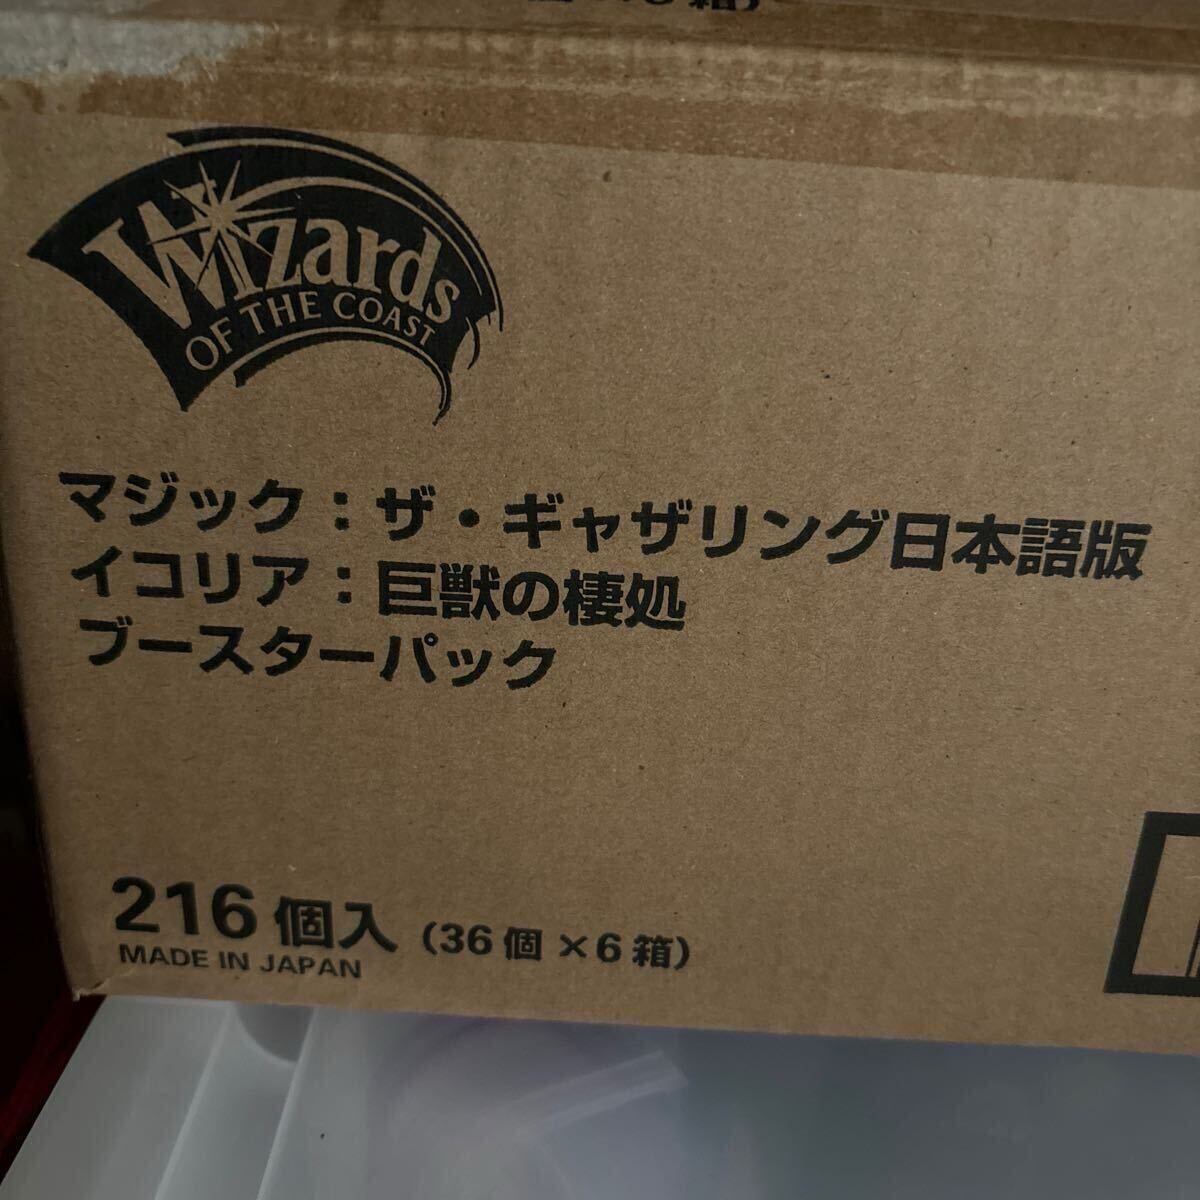 Wizards
OF THE COAST
マジック：ザ・ギャザリング日本語版
イコリア：巨獣の棲処
ブースターパック
216個入（36個×6箱）
MADE IN JAPAN